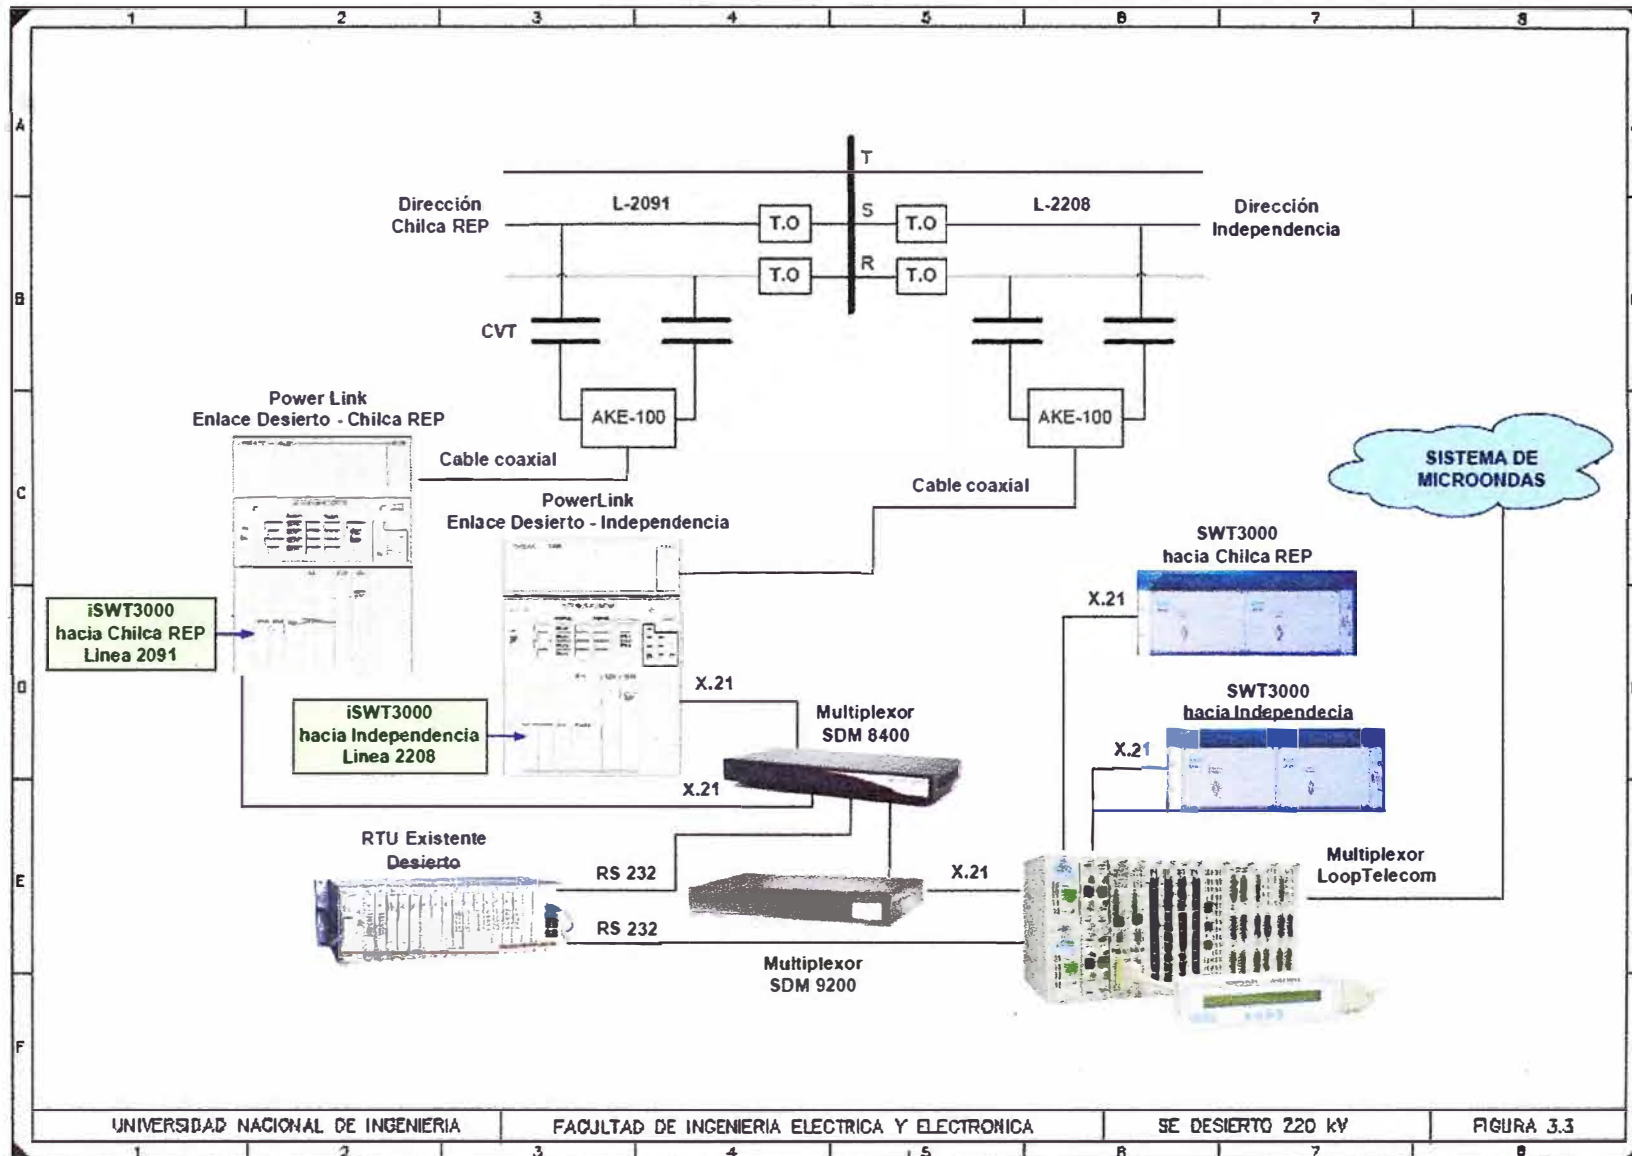 1 2 3 4 5 6 7 8
A
T
Dirección
Chilca REP
L-2091
T.O
S
T.O
L-2208
Dirección
Independencia
T.O
R
T.O
B
CVT
AKE-100
AKE-100
Power Link
Enlace Desierto - Chilca REP
Cable coaxial
C
PowerLink
Enlace Desierto - Independencia
Cable coaxial
SISTEMA DE
MICROONDAS
SWT3000
hacia Chilca REP
X.21
iSWT3000
hacia Chilca REP
Linea 2091
D
X.21
iSWT3000
hacia Independencia
Linea 2208
Multiplexor
SDM 8400
SWT3000
hacia Independecia
X.21
X.21
RTU Existente
Desierto
E
RS 232
X.21
Multiplexor
LoopTelecom
RS 232
Multiplexor
SDM 9200
F
UNIVERSIDAD NACIONAL DE INGENIERIA FACULTAD DE INGENIERIA ELECTRICA Y ELECTRONICA SE DESIERTO 220 kV FIGURA 3.3
1 2 3 4 5 6 7 8